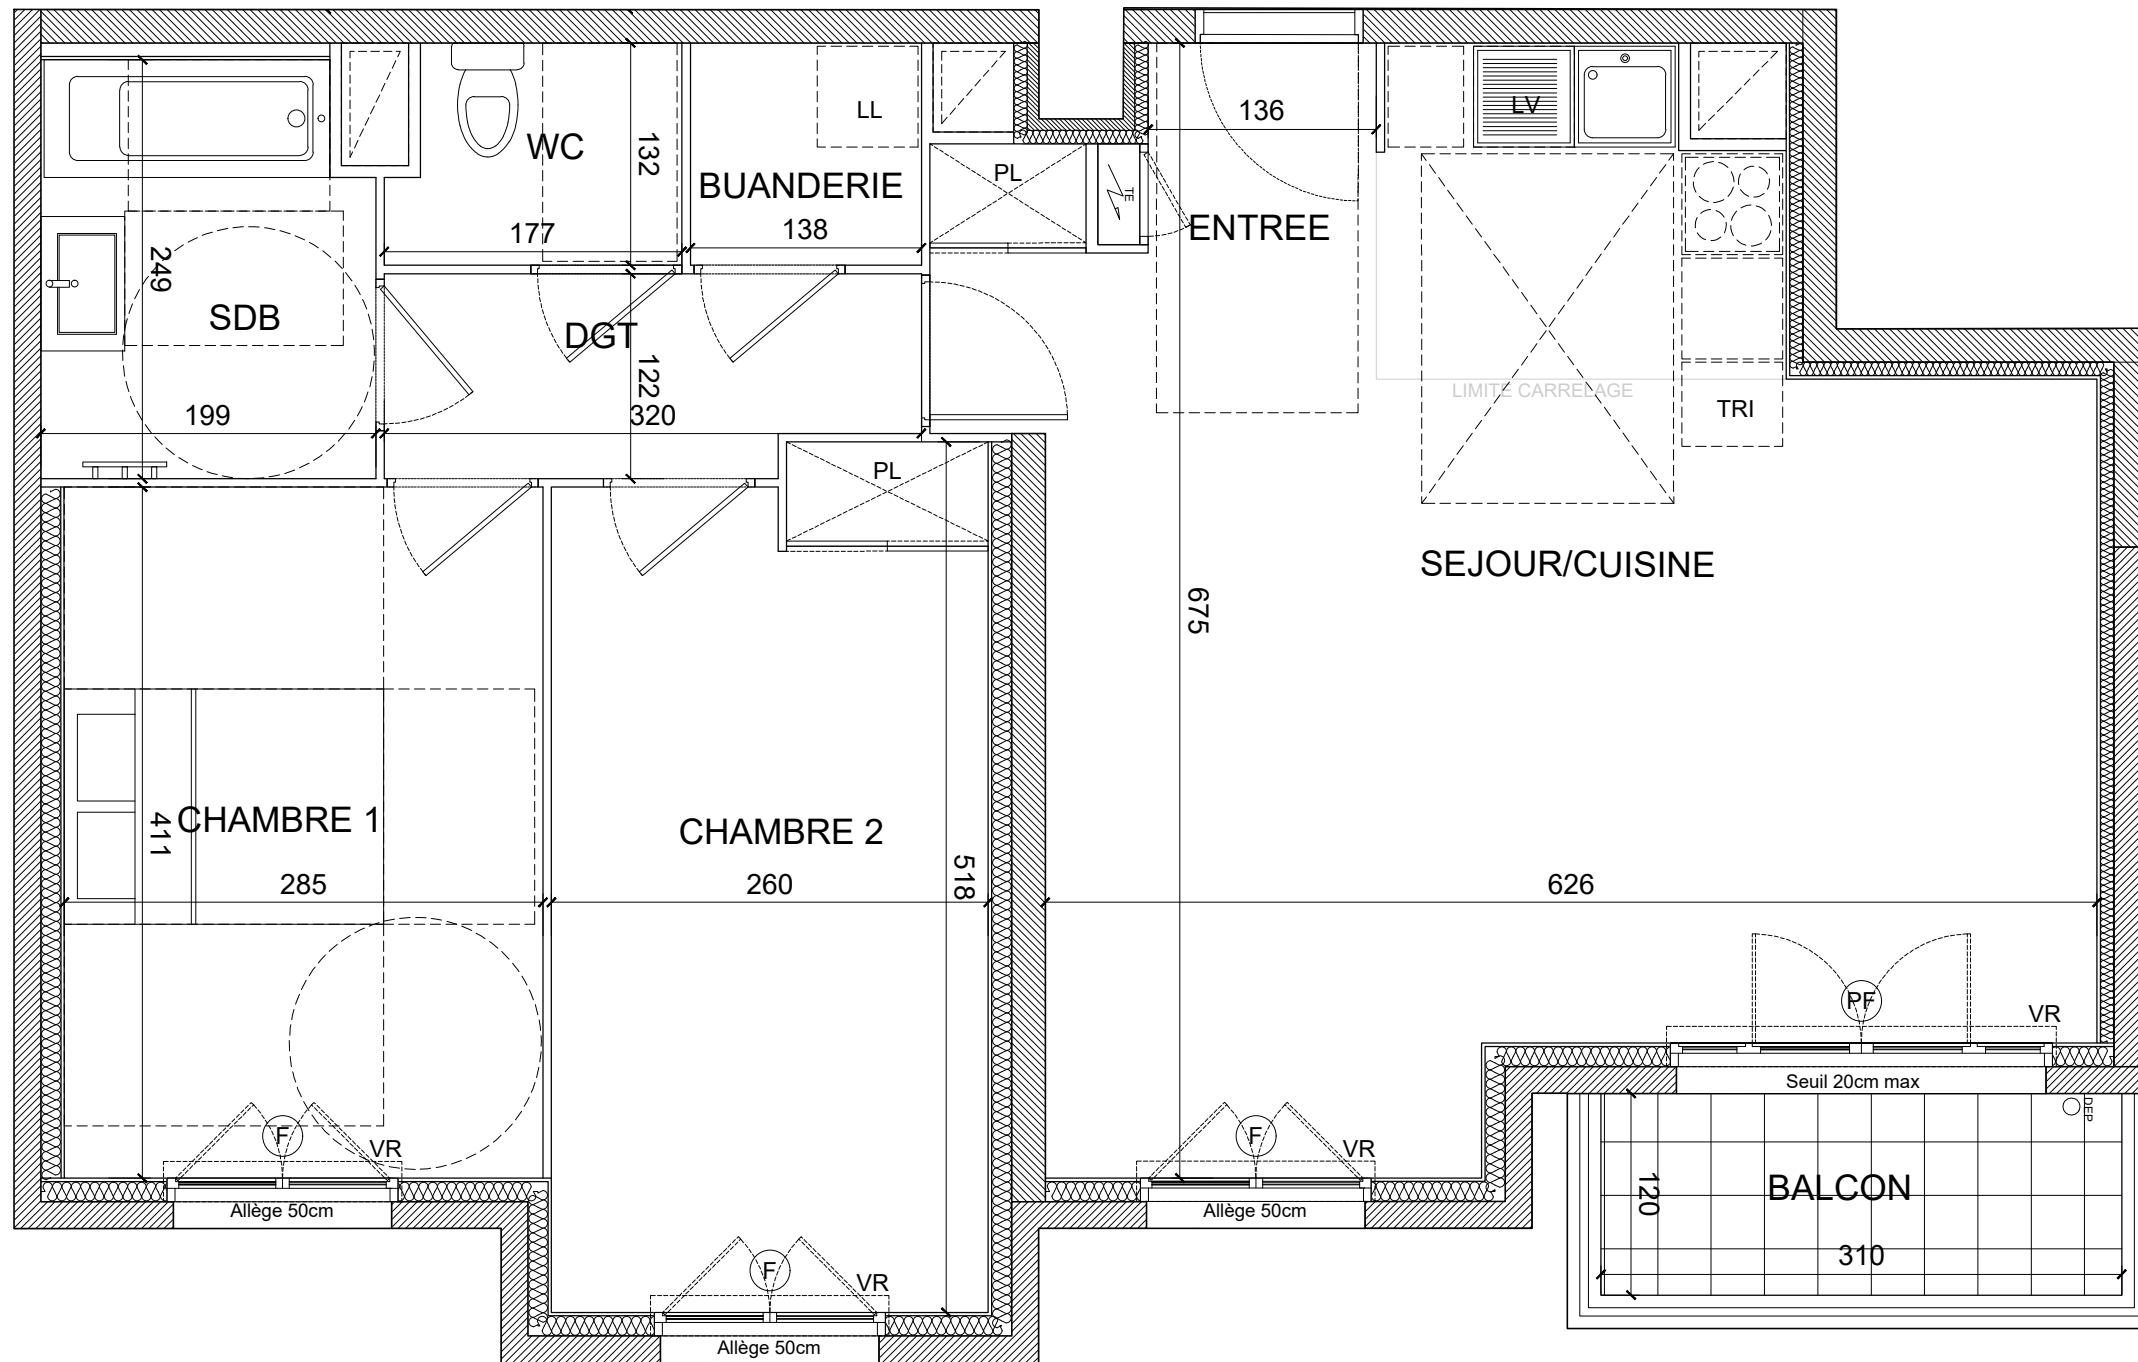 WC
132
LL
BUANDERIE
177
138
PL
TE
136
ENTREE
LV
249
SDB
DGT
122
199
320
LIMITE CARRELAGE
TRI
PL
SEJOUR/CUISINE
675
CHAMBRE 1
411
285
CHAMBRE 2
260
518
626
PF
VR
Seuil 20cm max
DEP
F
VR
Allège 50cm
F
VR
Allège 50cm
F
VR
Allège 50cm
BALCON
120
310